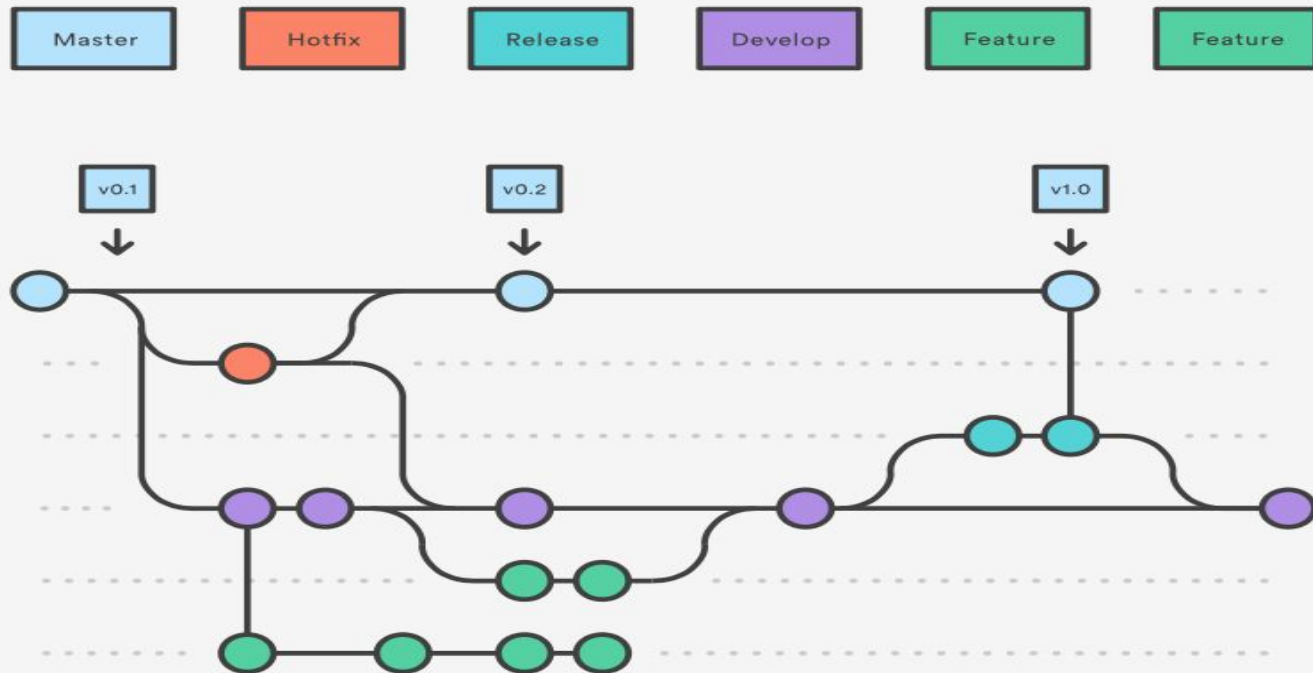 Master
Hotfix
Release
Develop
Feature
Feature
v0.1
v0.2
v1.0